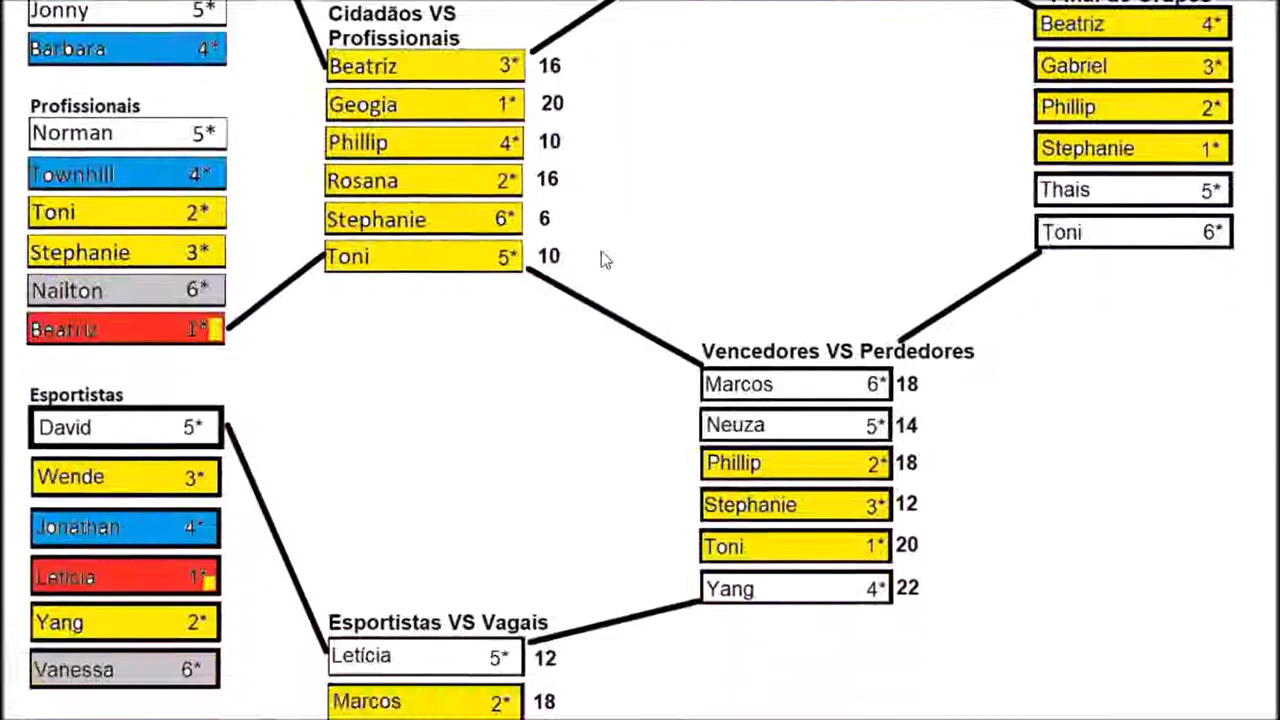 Jonny 5*
Barbara 4*
Profissionais
Norman 5*
Townhill 4*
Toni 2*
Stephanie 3*
Nailton 6*
Beatriz 1*
Esportistas
David 5*
Wende 3*
Jonathan 4*
Letícia 1*
Yang 2*
Vanessa 6*
Cidadãos VS
Profissionais
Beatriz 3* 16
Geogia 1* 20
Phillip 4* 10
Rosana 2* 16
Stephanie 6* 6
Toni 5* 10
Esportistas VS Vagais
Letícia 5* 12
Marcos 2* 18
Vencedores VS Perdedores
Marcos 6* 18
Neuza 5* 14
Phillip 2* 18
Stephanie 3* 12
Toni 1* 20
Yang 4* 22
Beatriz 4*
Gabriel 3*
Phillip 2*
Stephanie 1*
Thais 5*
Toni 6*